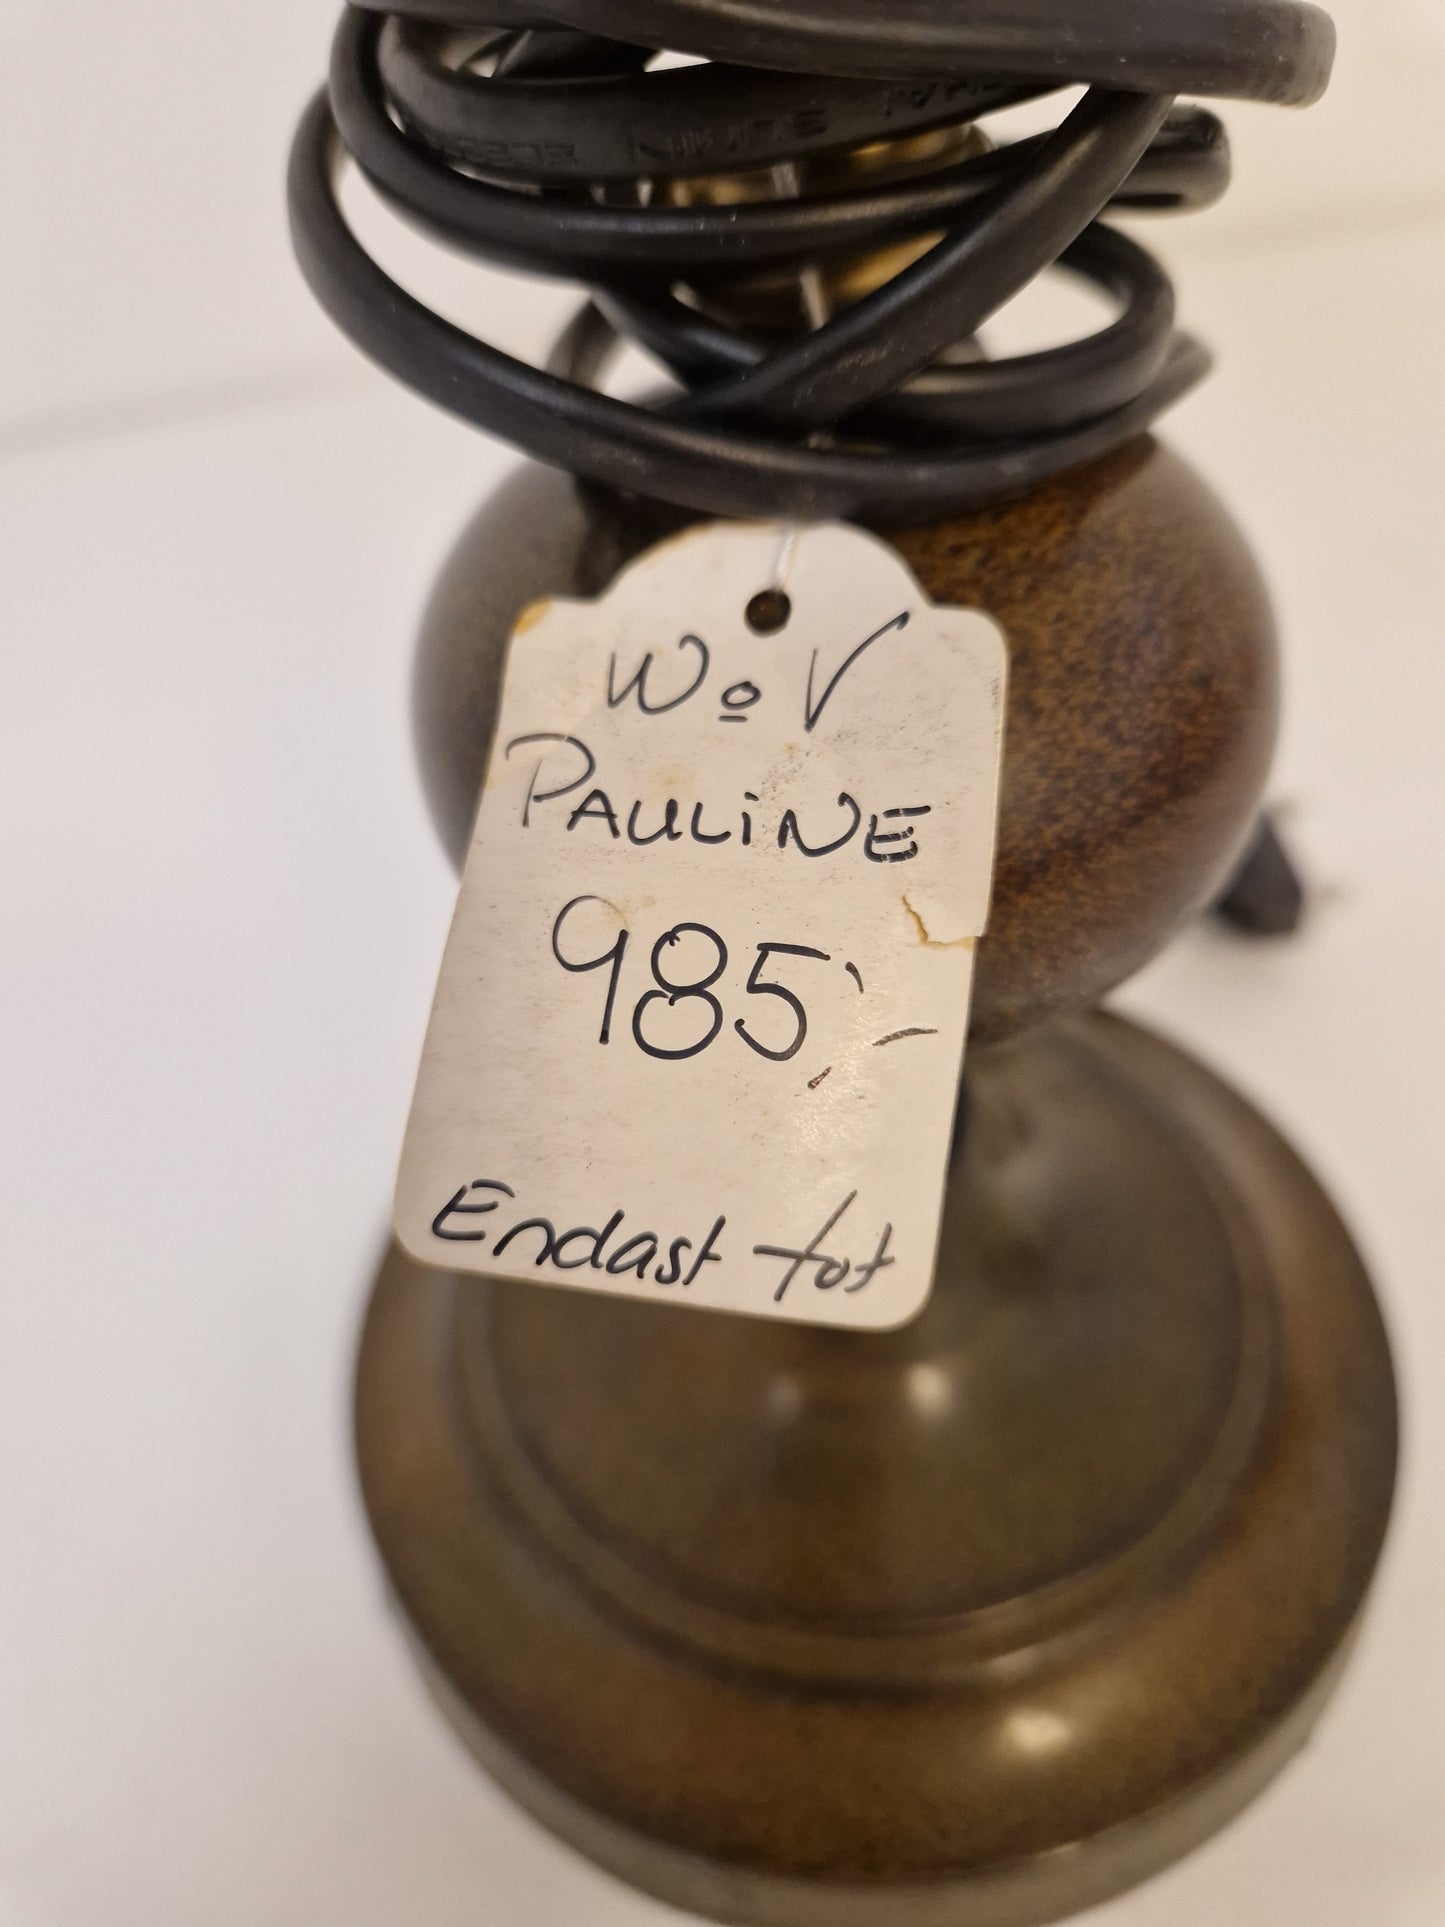 W o V
PAULiNE
985:-
Endast fot